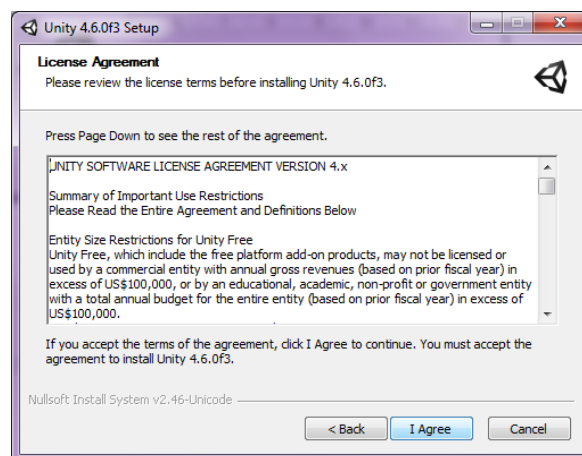 Unity 4.6.0f3 Setup
License Agreement
Please review the license terms before installing Unity 4.6.0f3.
Press Page Down to see the rest of the agreement.
UNITY SOFTWARE LICENSE AGREEMENT VERSION 4.x
Summary of Important Use Restrictions
Please Read the Entire Agreement and Definitions Below
Entity Size Restrictions for Unity Free
Unity Free, which include the free platform add-on products, may not be licensed or
used by a commercial entity with annual gross revenues (based on prior fiscal year) in
excess of US$100,000, or by an educational, academic, non-profit or government entity
with a total annual budget for the entire entity (based on prior fiscal year) in excess of
US$100,000.
If you accept the terms of the agreement, click I Agree to continue. You must accept the
agreement to install Unity 4.6.0f3.
Nullsoft Install System v2.46-Unicode
< Back I Agree Cancel